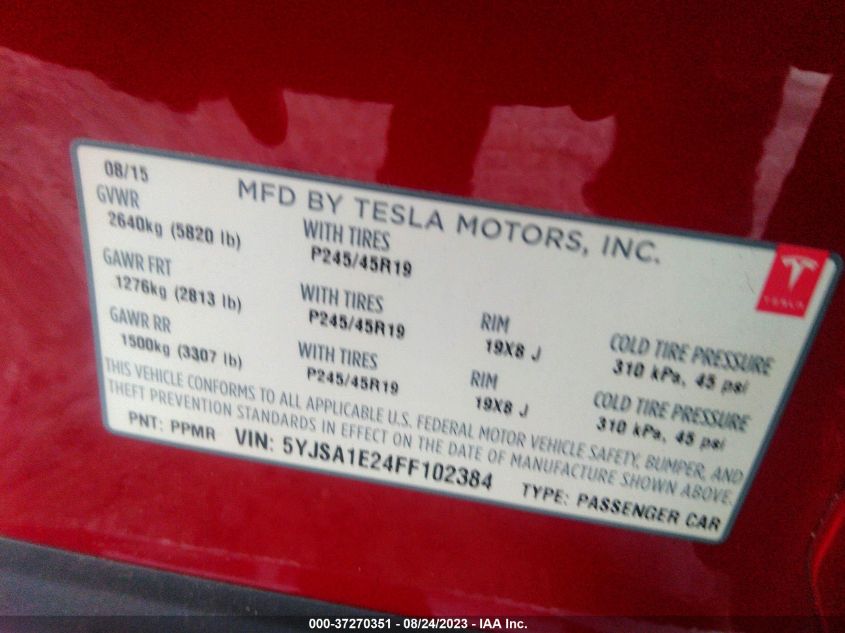 08/15
MFD BY TESLA MOTORS, INC.
GVWR
2640kg (5820 lb)
WITH TIRES
P245/45R19
TESLA
GAWR FRT
1276kg (2813 lb)
WITH TIRES
P245/45R19
RIM
19X8 J
COLD TIRE PRESSURE
310 kPa, 45 psi
GAWR RR
1500kg (3307 lb)
WITH TIRES
P245/45R19
RIM
19X8 J
COLD TIRE PRESSURE
310 kPa, 45 psi
THIS VEHICLE CONFORMS TO ALL APPLICABLE U.S. FEDERAL MOTOR VEHICLE SAFETY, BUMPER, AND
THEFT PREVENTION STANDARDS IN EFFECT ON THE DATE OF MANUFACTURE SHOWN ABOVE.
PNT: PPMR VIN: 5YJSA1E24FF102384 TYPE: PASSENGER CAR
000-37270351 - 08/24/2023 - IAA Inc.